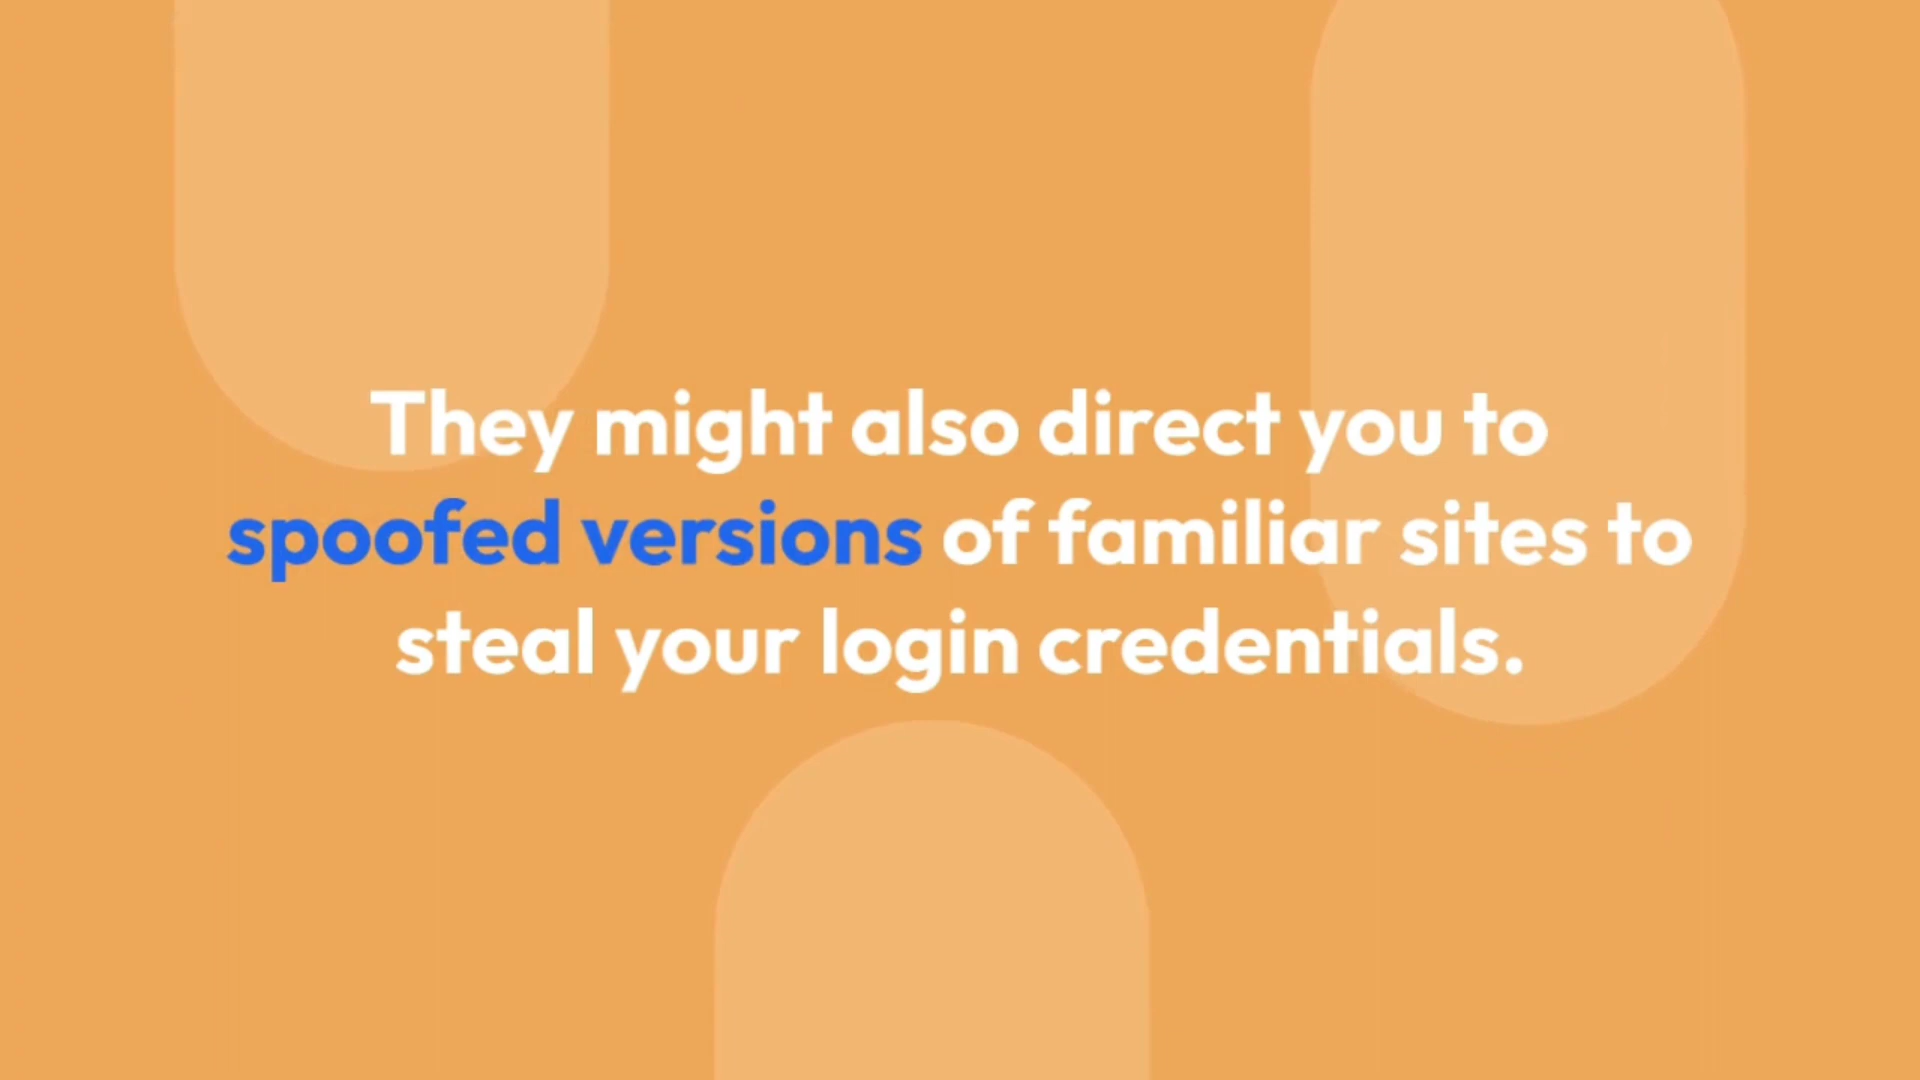 They might also direct you to
spoofed versions of familiar sites to
steal your login credentials.